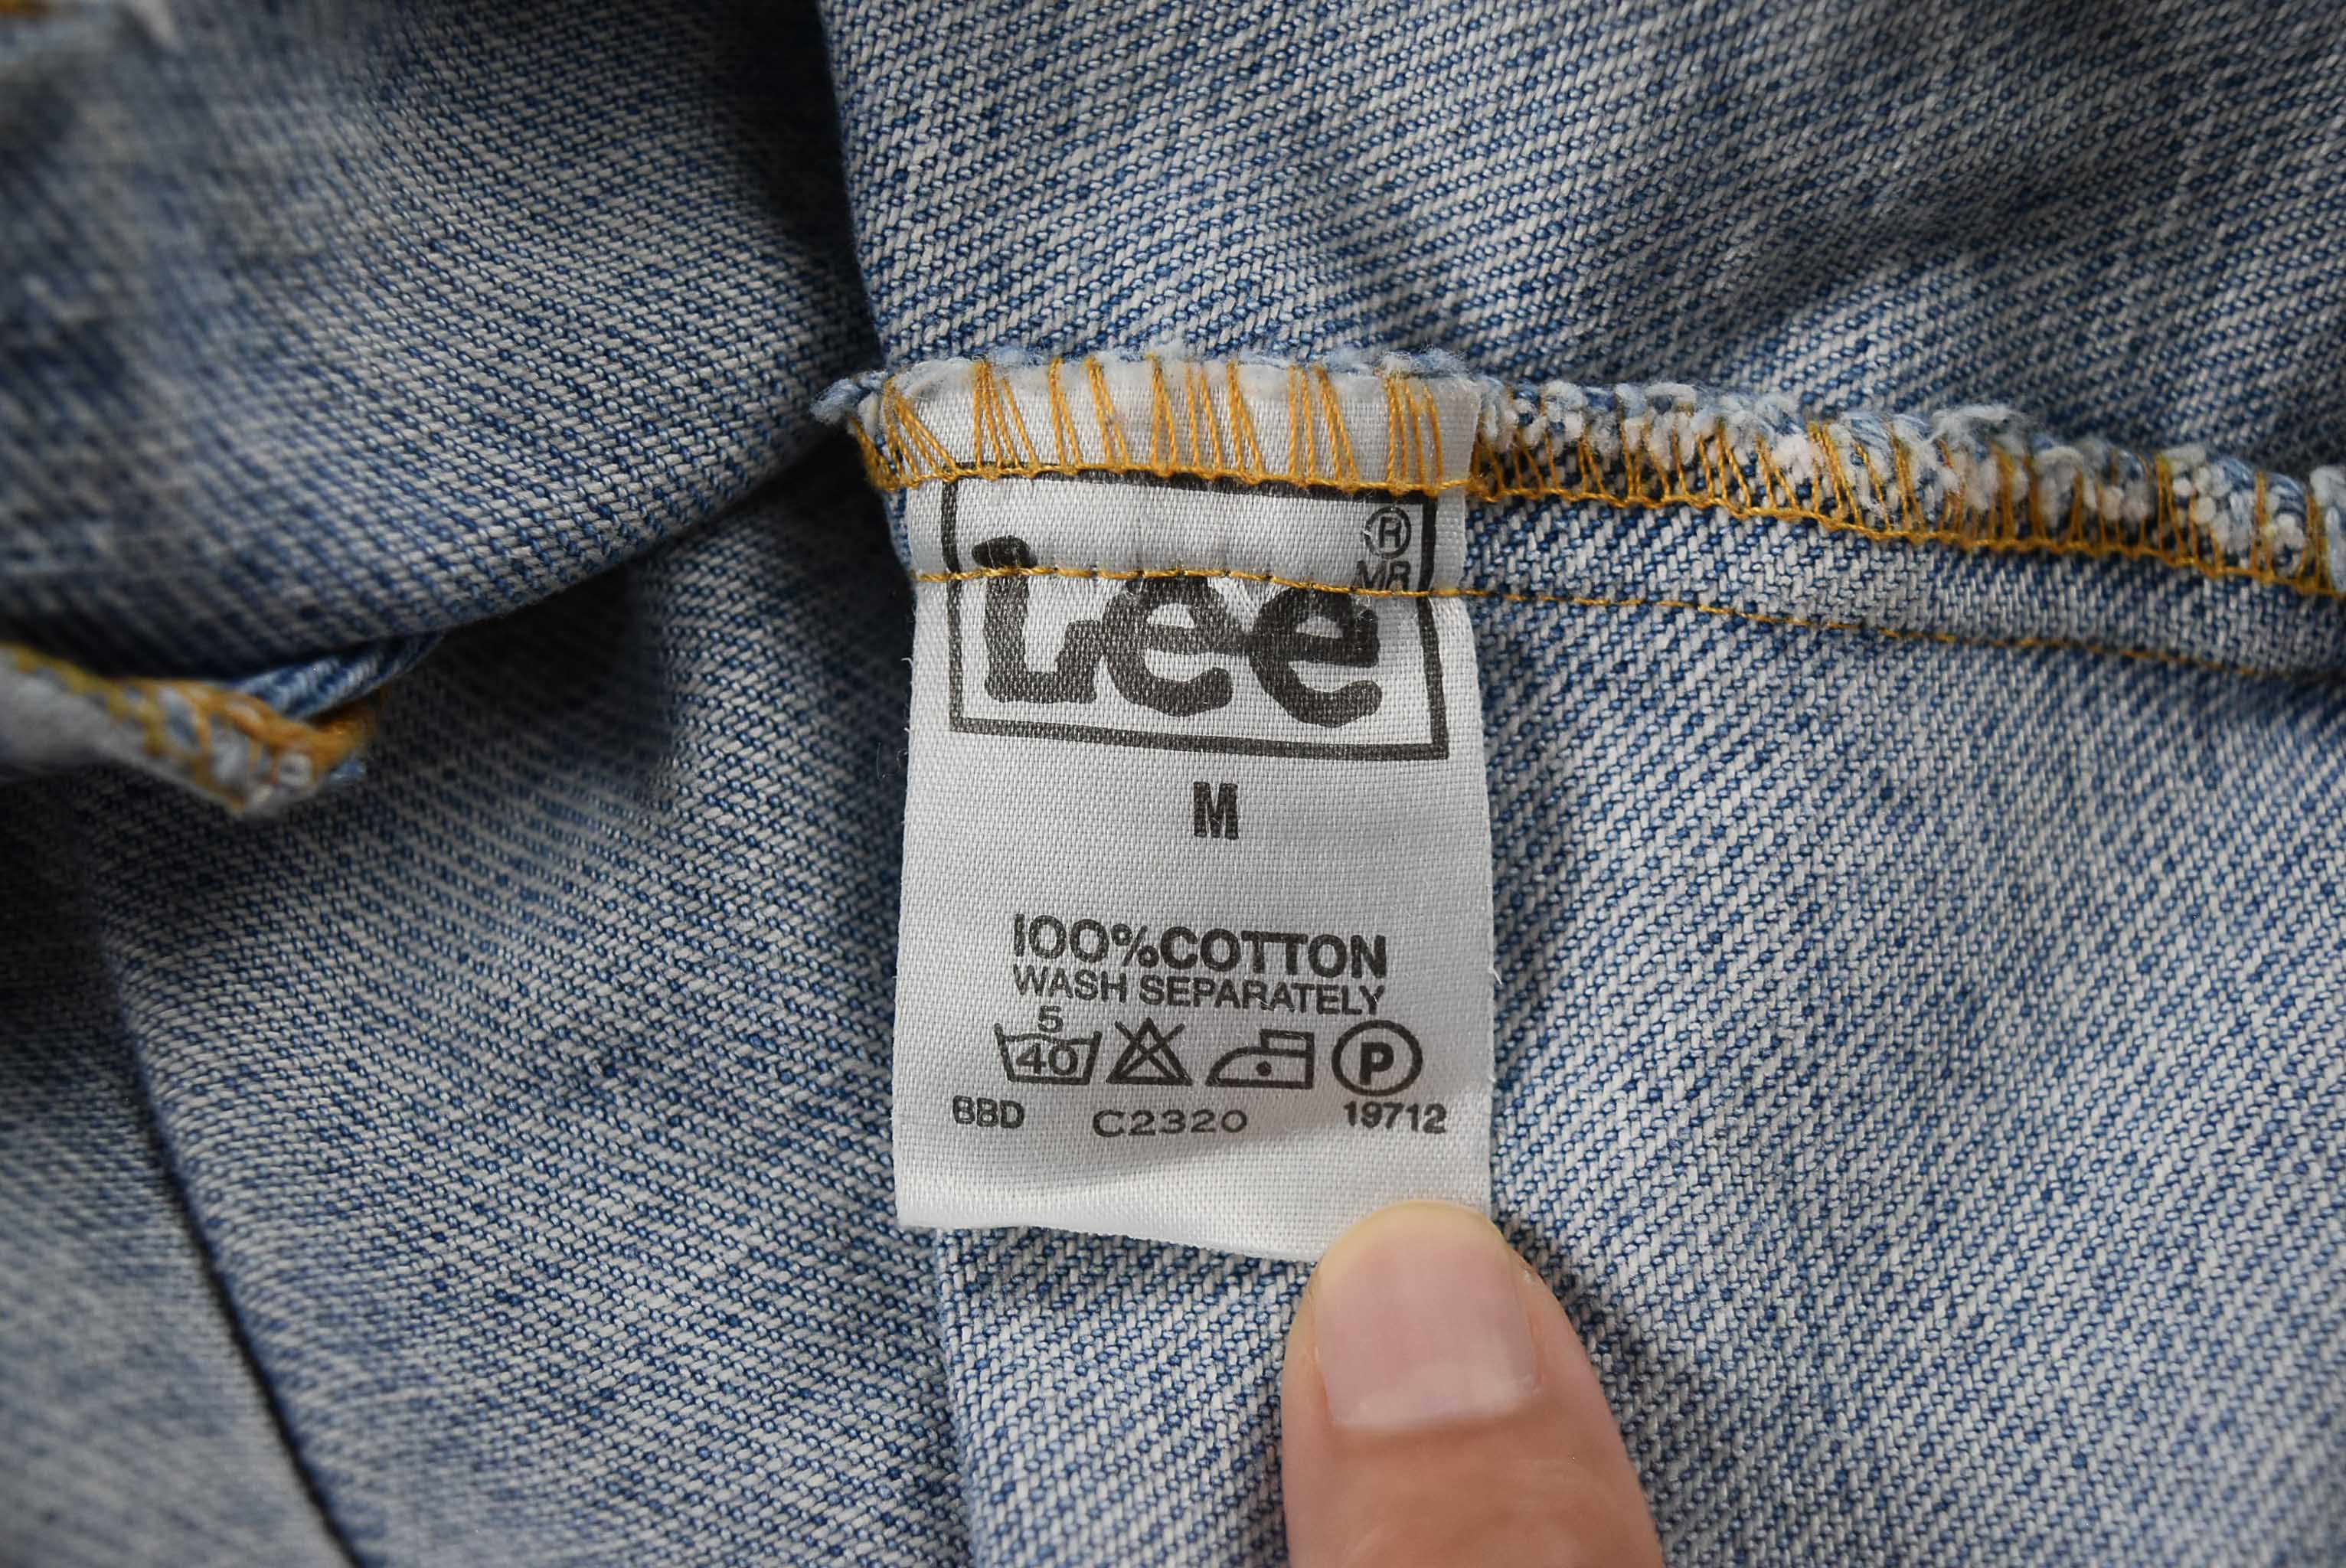 Lee ® MR
M
100%COTTON
WASH SEPARATELY
5
40 P
BBD C2320 19712